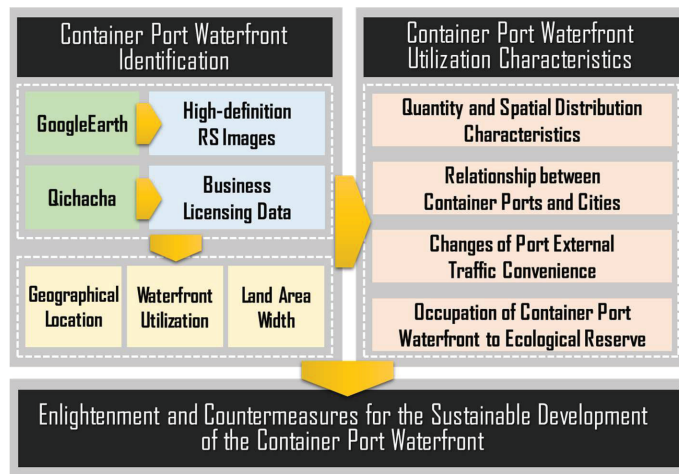 Container Port Waterfront
Identification
GoogleEarth
High-definition
RS Images
Qichacha
Business
Licensing Data
Geographical
Location
Waterfront
Utilization
Land Area
Width
Container Port Waterfront
Utilization Characteristics
Quantity and Spatial Distribution
Characteristics
Relationship between
Container Ports and Cities
Changes of Port External
Traffic Convenience
Occupation of Container Port
Waterfront to Ecological Reserve
Enlightenment and Countermeasures for the Sustainable Development
of the Container Port Waterfront